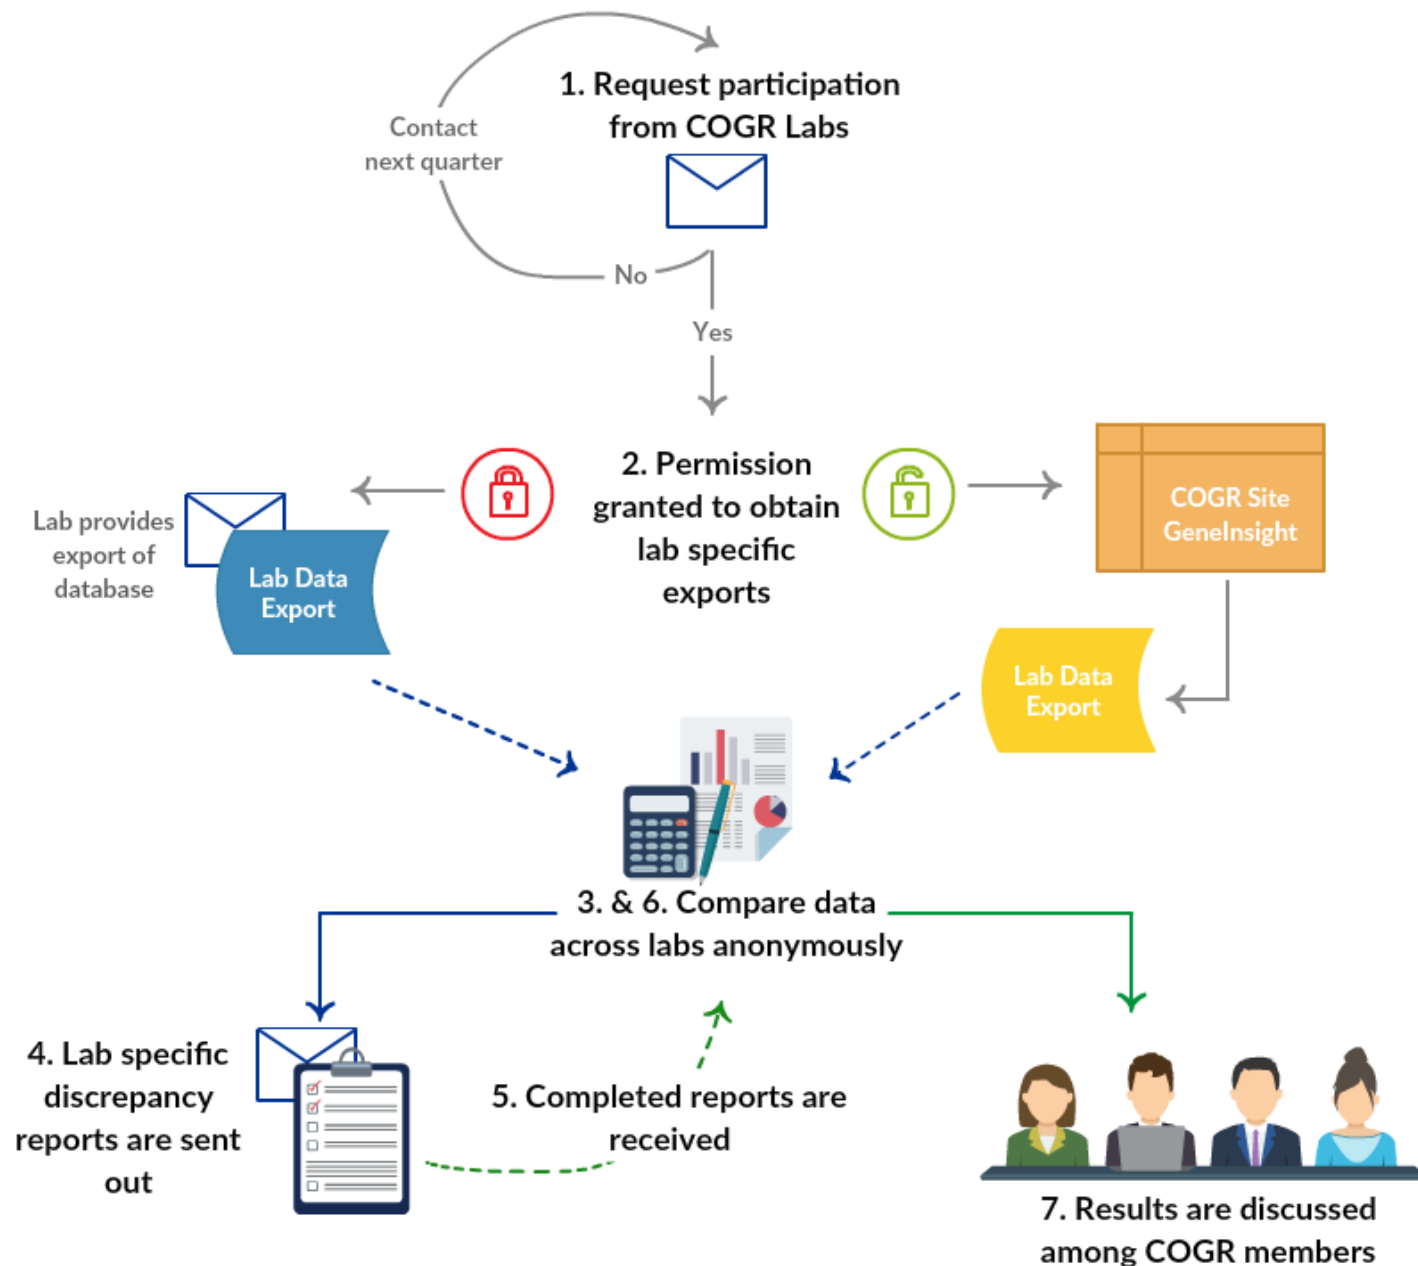 1. Request participation
from COGR Labs
Contact
next quarter
No
Yes
2. Permission
granted to obtain
lab specific
exports
Lab provides
export of
database
Lab Data
Export
COGR Site
GeneInsight
Lab Data
Export
3. & 6. Compare data
across labs anonymously
4. Lab specific
discrepancy
reports are sent
out
5. Completed reports are
received
7. Results are discussed
among COGR members